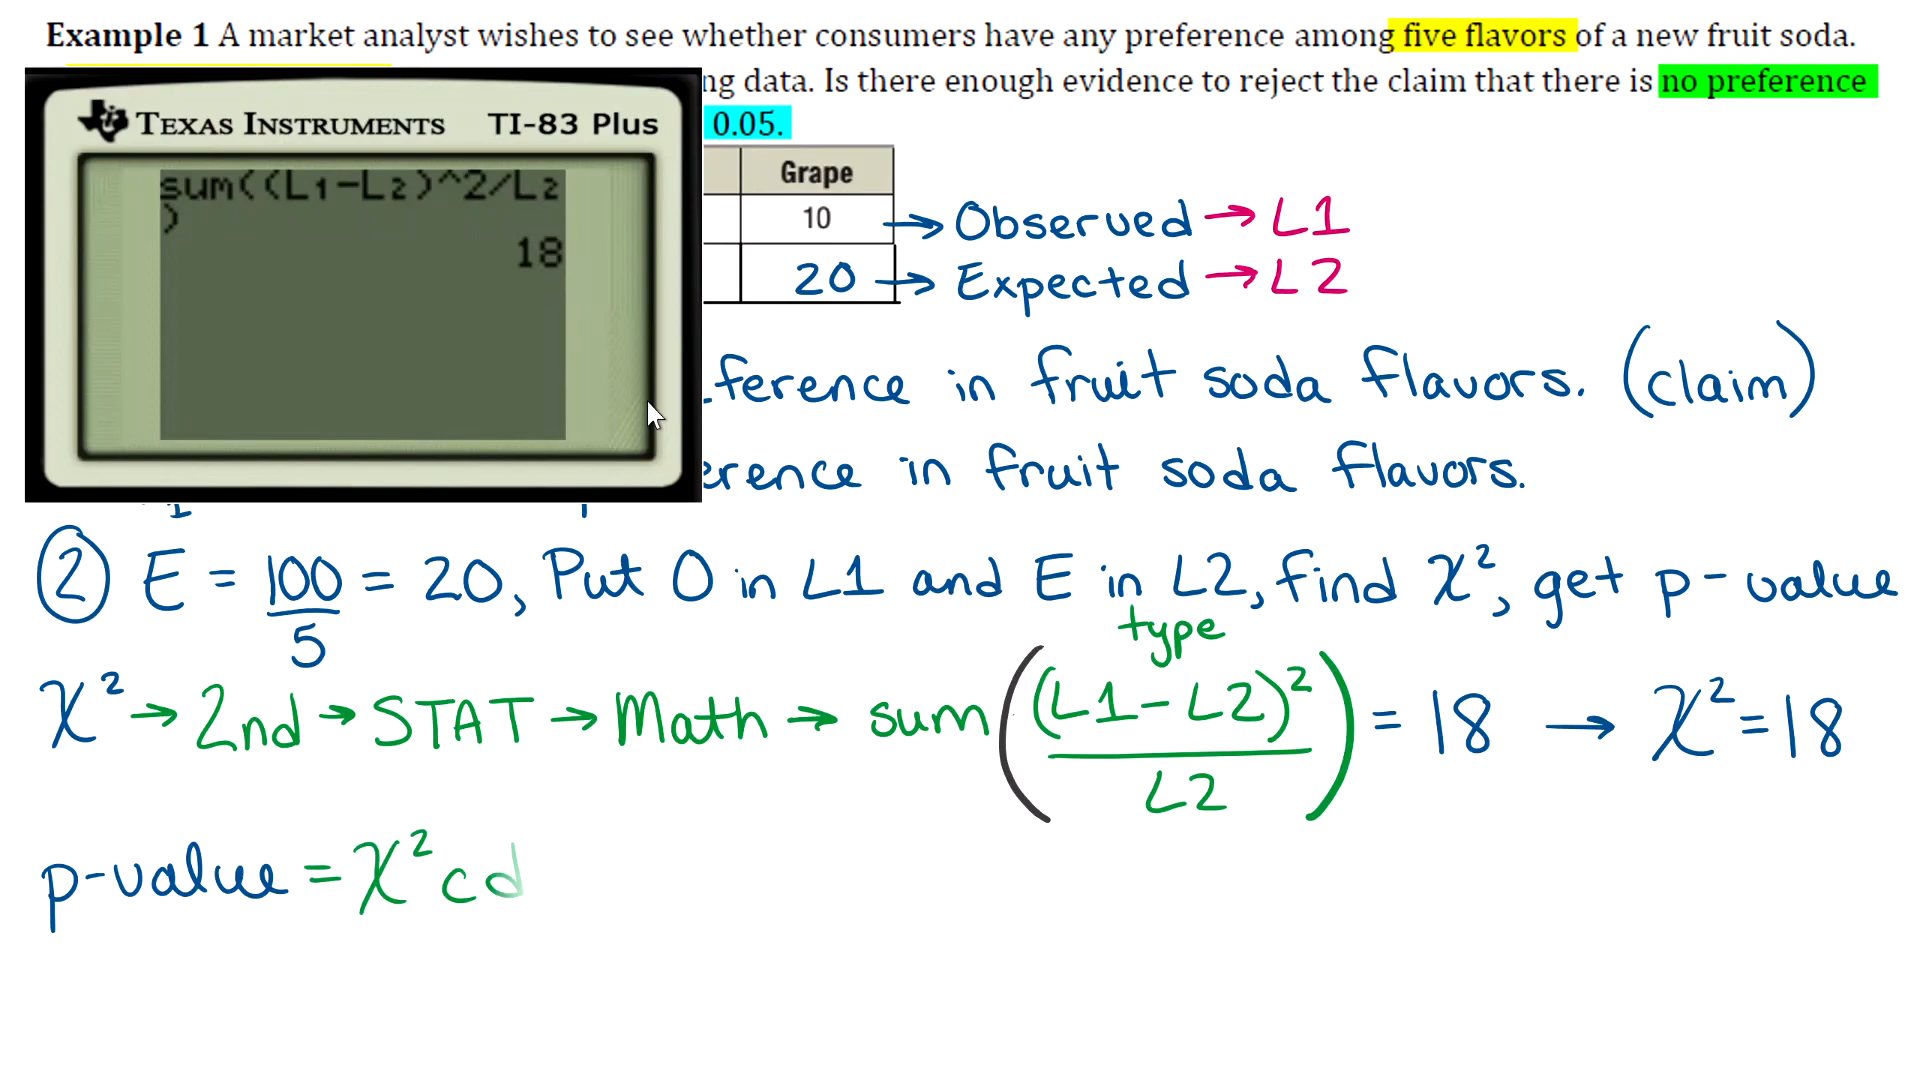 Example 1 A market analyst wishes to see whether consumers have any preference among five flavors of a new fruit soda.
ng data. Is there enough evidence to reject the claim that there is no preference
0.05.
TEXAS INSTRUMENTS TI-83 Plus
sum((L1-L2)^2/L2
)
18
Grape
10 → Observed → L1
20 → Expected → L2
ference in fruit soda flavors. (claim)
erence in fruit soda flavors.
② E = 100/5 = 20, Put O in L1 and E in L2, find χ², get p-value
type
χ² → 2nd → STAT → Math → sum((L1-L2)²/L2) = 18 → χ² = 18
p-value = χ² cd